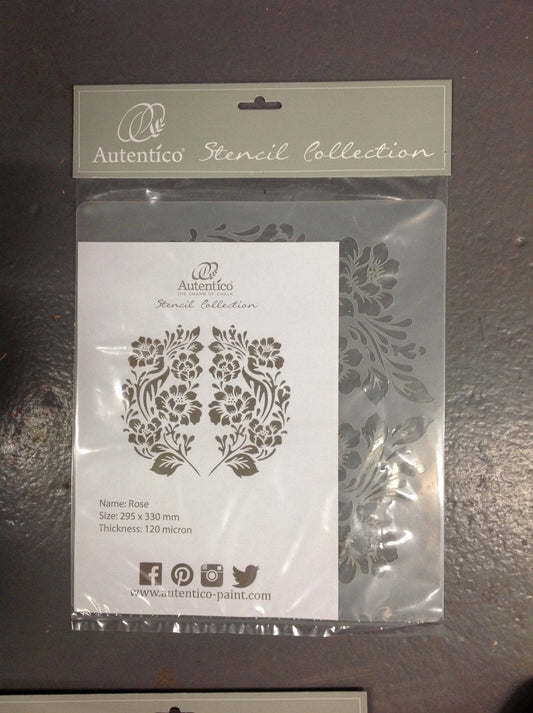 Autentico®
Stencil Collection
Autentico
THE CHARM OF CHALK
Stencil Collection
Name: Rose
Size: 295 x 330 mm
Thickness: 120 micron
www.autentico-paint.com